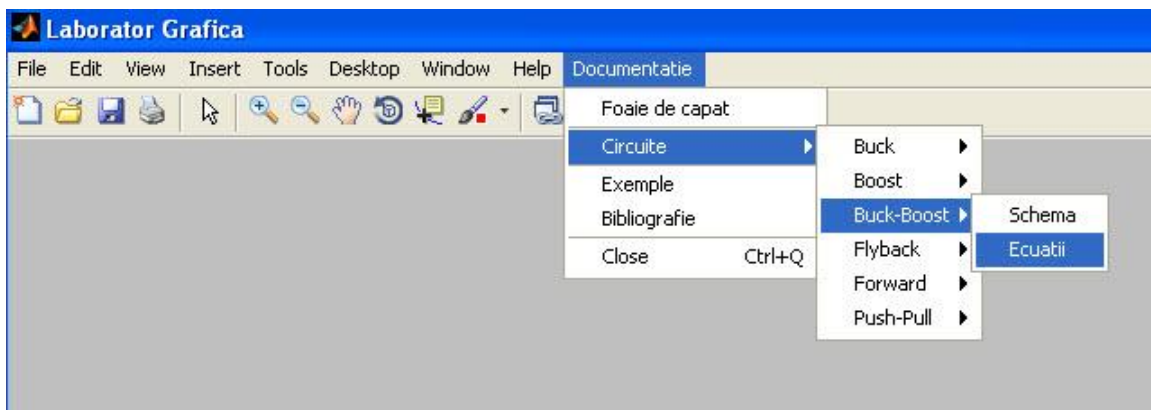 Laborator Grafica
File Edit View Insert Tools Desktop Window Help Documentatie
Foaie de capat
Circuite
Exemple
Bibliografie
Close Ctrl+Q
Buck
Boost
Buck-Boost
Flyback
Forward
Push-Pull
Schema
Ecuatii